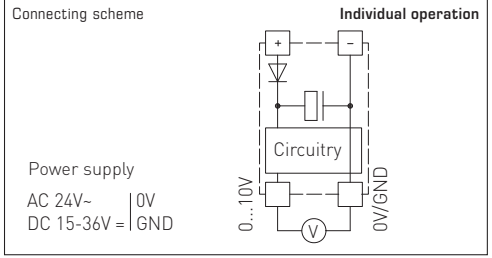 Connecting scheme
Individual operation
+ –
Circuitry
Power supply
AC 24V~ | 0V
DC 15-36V = | GND
0...10V
0V/GND
V